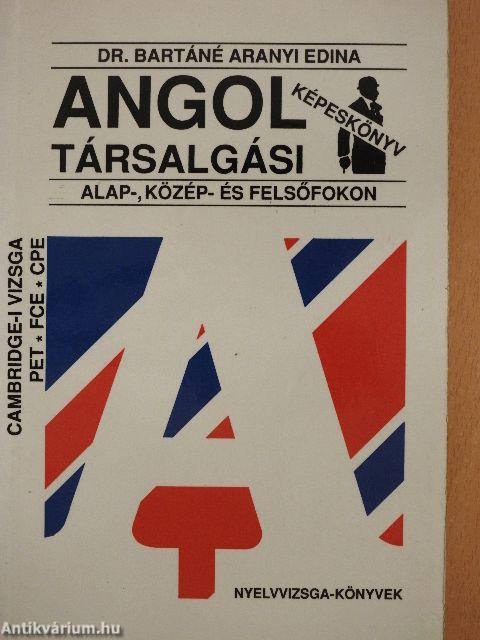 DR. BARTÁNÉ ARANYI EDINA
ANGOL
KÉPESKÖNYV
TÁRSALGÁSI
ALAP-, KÖZÉP- ÉS FELSŐFOKON
CAMBRIDGE-I VIZSGA
PET * FCE * CPE
A
NYELVVIZSGA-KÖNYVEK
Antikvárium.hu